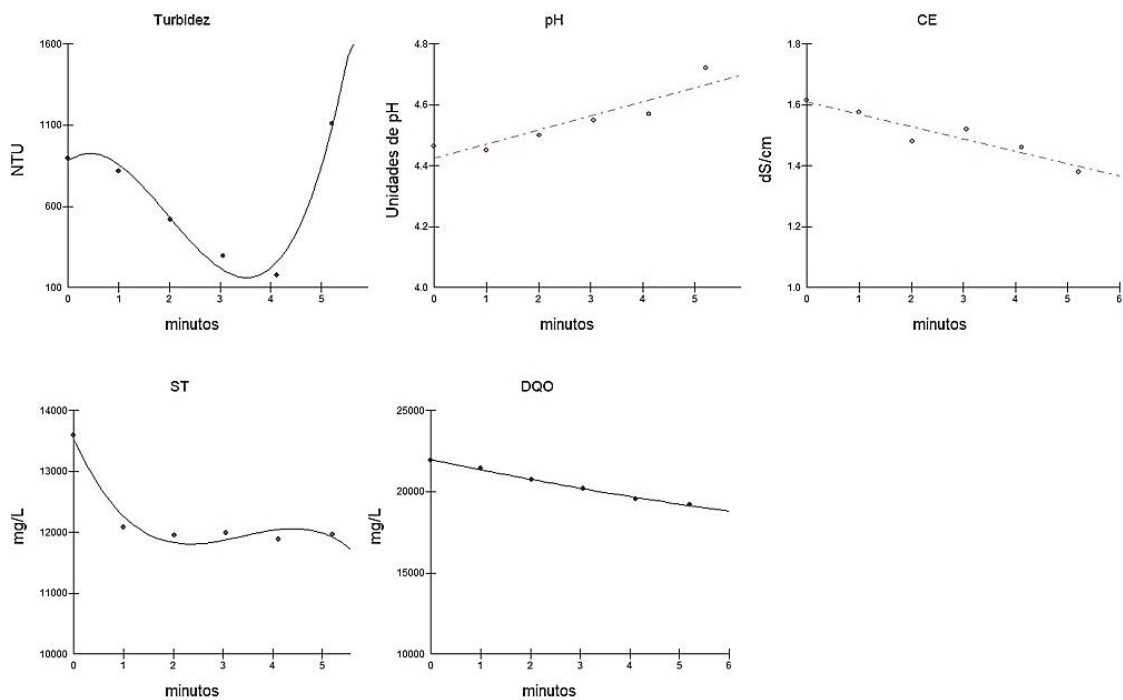 Turbidez
1600
1100
600
100
NTU
0 1 2 3 4 5
minutos
pH
4.8
4.6
4.4
4.2
4.0
Unidades de pH
0 1 2 3 4 5
minutos
CE
1.8
1.6
1.4
1.2
1.0
dS/cm
0 1 2 3 4 5 6
minutos
ST
14000
13000
12000
11000
10000
mg/L
0 1 2 3 4 5
minutos
DQO
25000
20000
15000
10000
mg/L
0 1 2 3 4 5 6
minutos